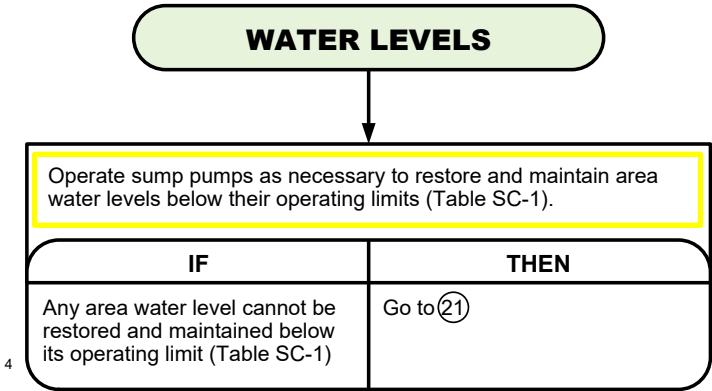 WATER LEVELS
Operate sump pumps as necessary to restore and maintain area
water levels below their operating limits (Table SC-1).
IF
THEN
Any area water level cannot be
restored and maintained below
its operating limit (Table SC-1)
Go to 21
4